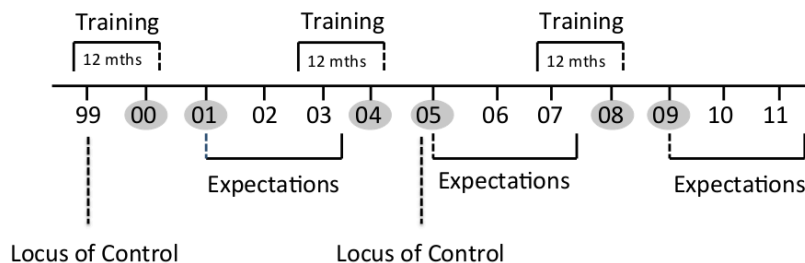 Training Training Training
12 mths 12 mths 12 mths
99 00 01 02 03 04 05 06 07 08 09 10 11
Expectations Expectations Expectations
Locus of Control Locus of Control